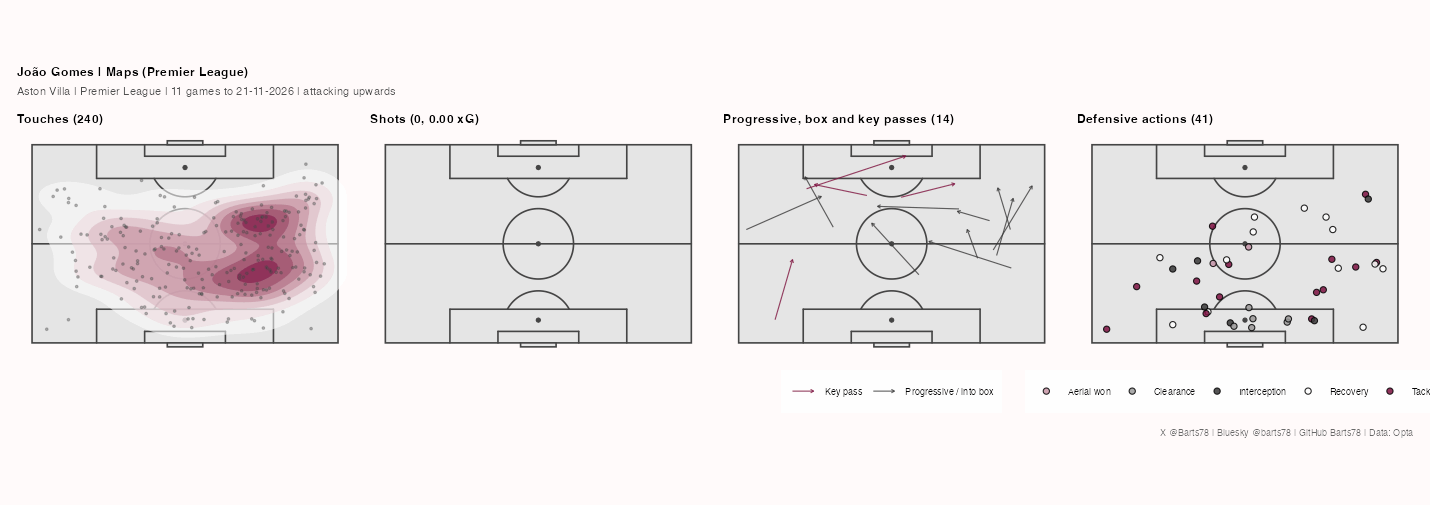 João Gomes | Maps (Premier League)
Aston Villa | Premier League | 11 games to 21-11-2026 | attacking upwards
Touches (240)
Shots (0, 0.00 xG)
Progressive, box and key passes (14)
Defensive actions (41)
Key pass
Progressive / into box
Aerial won
Clearance
Interception
Recovery
Tack
X @Barts78 | Bluesky @barts78 | GitHub Barts78 | Data: Opta